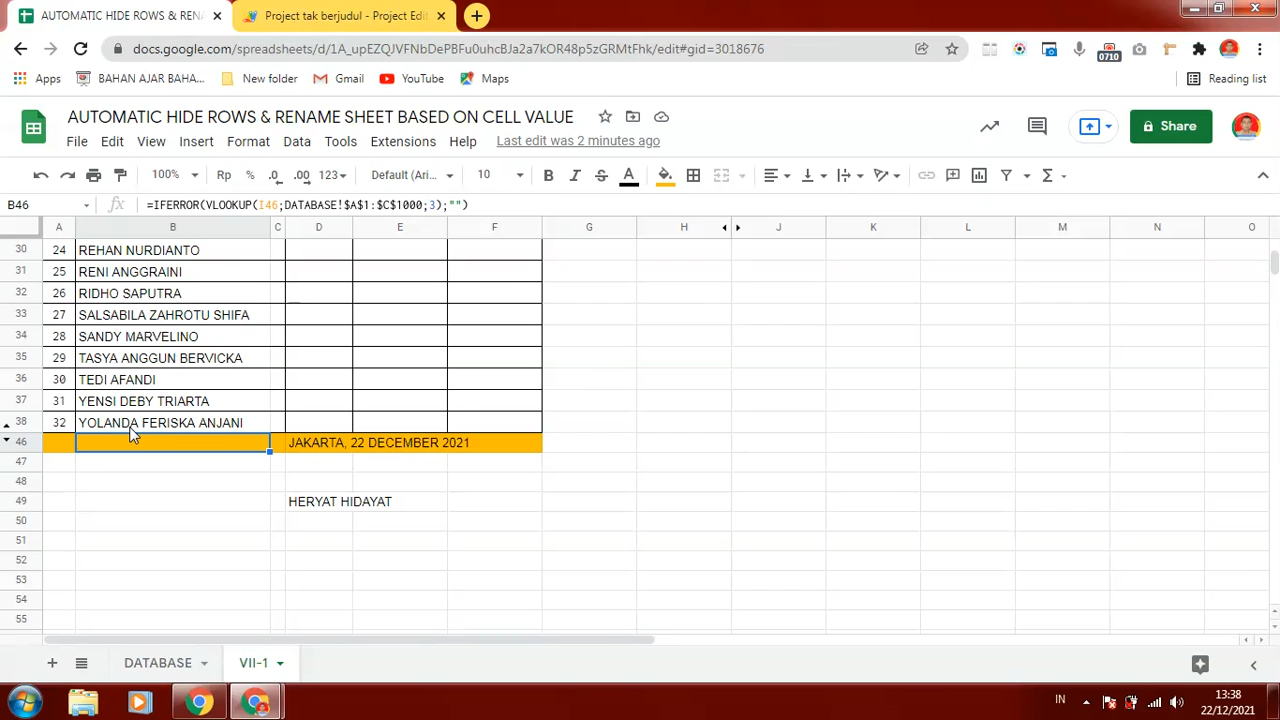 AUTOMATIC HIDE ROWS & RENA
Project tak berjudul - Project Edit
docs.google.com/spreadsheets/d/1A_upEZQJVFNbDePBFu0uhcBJa2a7kOR48p5zGRMtFhk/edit#gid=3018676
0710
Apps
BAHAN AJAR BAHA...
New folder
Gmail
YouTube
Maps
Reading list
AUTOMATIC HIDE ROWS & RENAME SHEET BASED ON CELL VALUE
File Edit View Insert Format Data Tools Extensions Help Last edit was 2 minutes ago
Share
100% Rp % .0 .00 123 Default (Ari... 10 B I S A
B46 fx =IFERROR(VLOOKUP(I46;DATABASE!$A$1:$C$1000;3);"")
A B C D E F G H J K L M N O
30 24 REHAN NURDIANTO
31 25 RENI ANGGRAINI
32 26 RIDHO SAPUTRA
33 27 SALSABILA ZAHROTU SHIFA
34 28 SANDY MARVELINO
35 29 TASYA ANGGUN BERVICKA
36 30 TEDI AFANDI
37 31 YENSI DEBY TRIARTA
38 32 YOLANDA FERISKA ANJANI
46 JAKARTA, 22 DECEMBER 2021
47
48
49 HERYAT HIDAYAT
50
51
52
53
54
55
DATABASE
VII-1
IN
13:38
22/12/2021